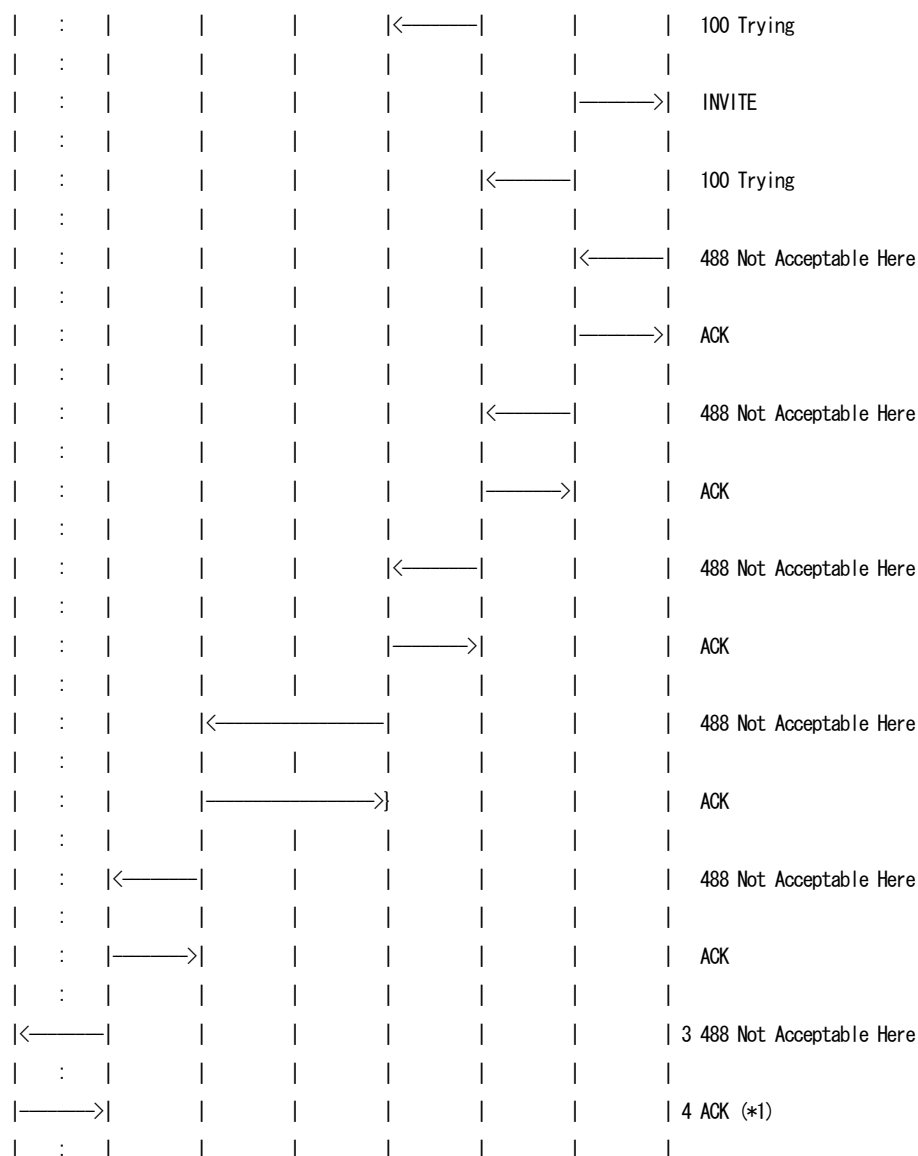 100 Trying
INVITE
100 Trying
488 Not Acceptable Here
ACK
488 Not Acceptable Here
ACK
488 Not Acceptable Here
ACK
488 Not Acceptable Here
ACK
488 Not Acceptable Here
ACK
3 488 Not Acceptable Here
4 ACK (*1)